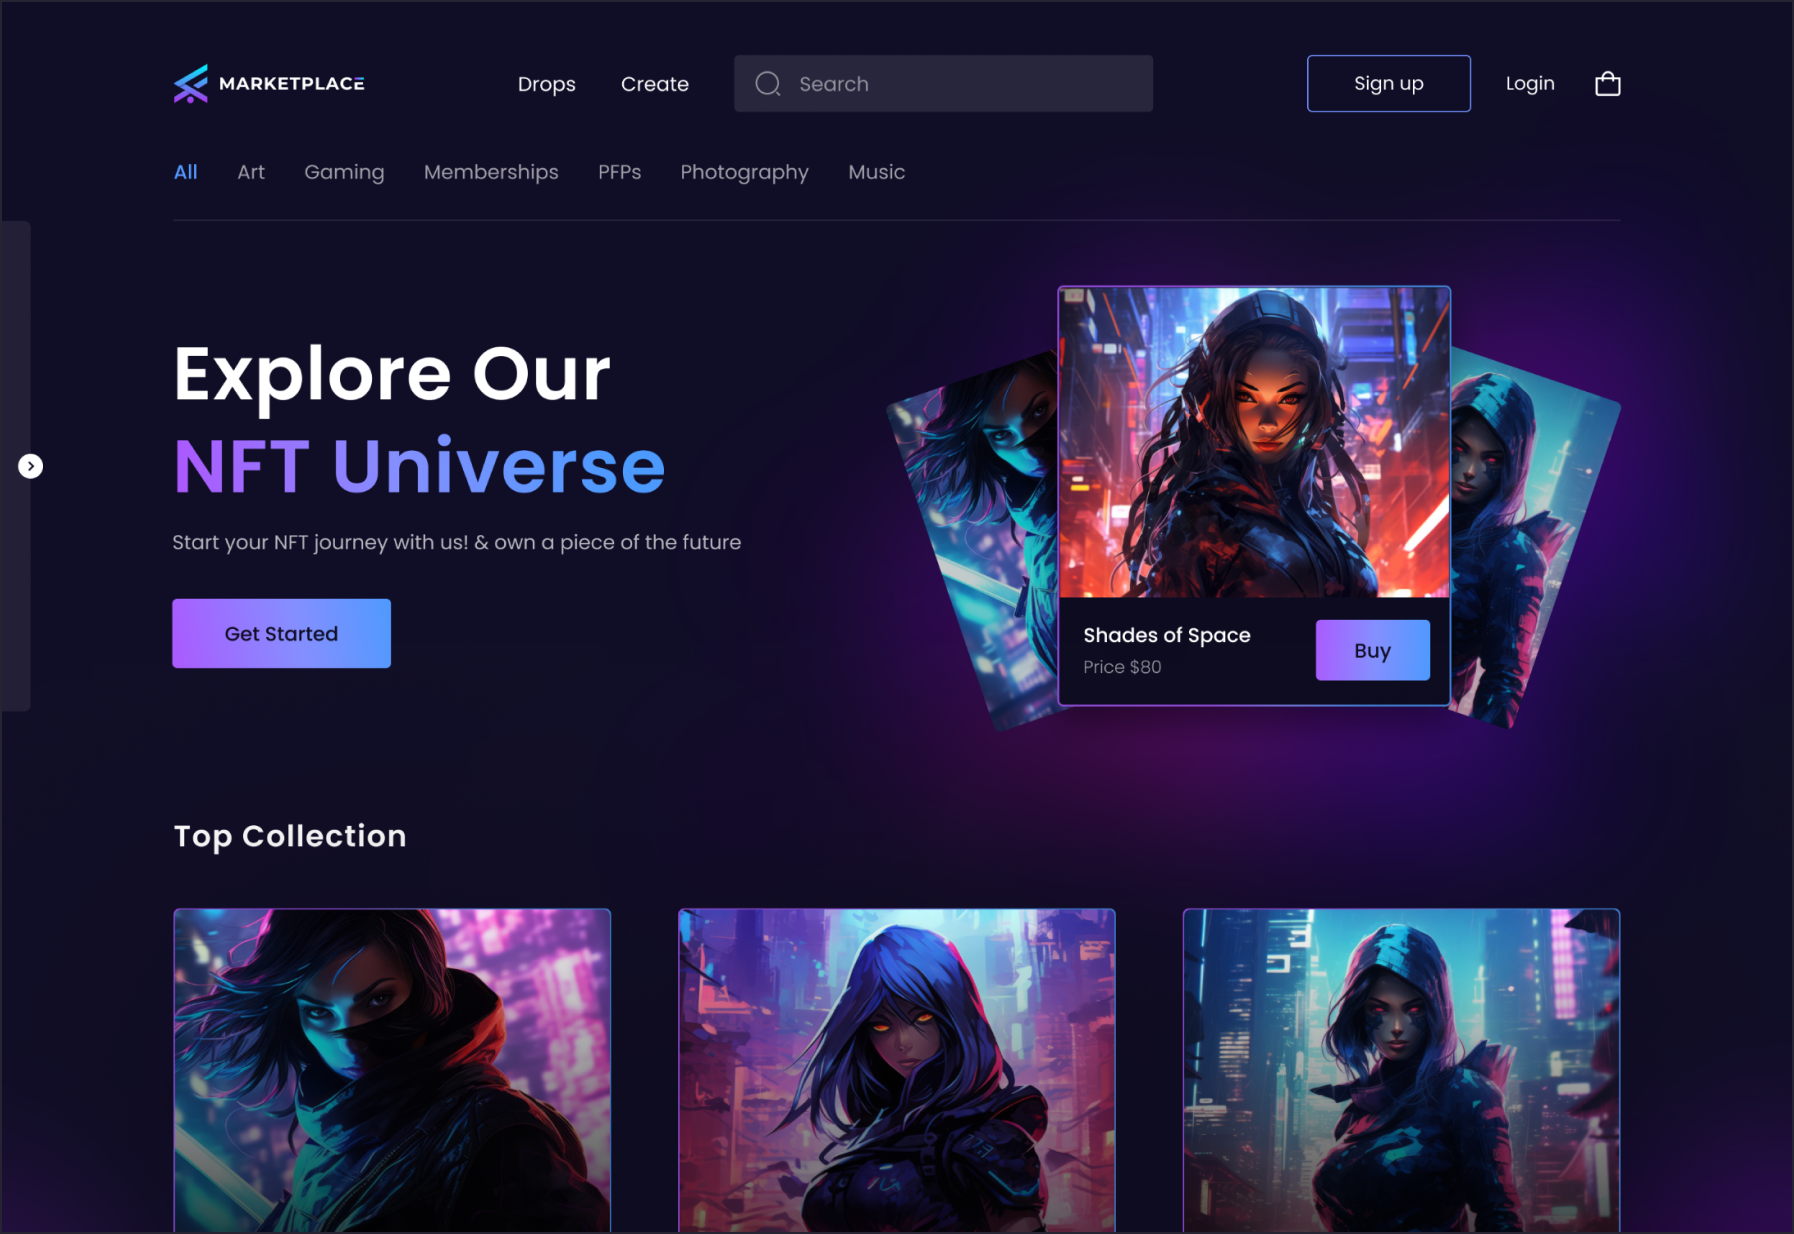 MARKETPLACE
Drops
Create
Search
Sign up
Login
All
Art
Gaming
Memberships
PFPs
Photography
Music
Explore Our
NFT Universe
Start your NFT journey with us! & own a piece of the future
Get Started
Shades of Space
Price $80
Buy
Top Collection